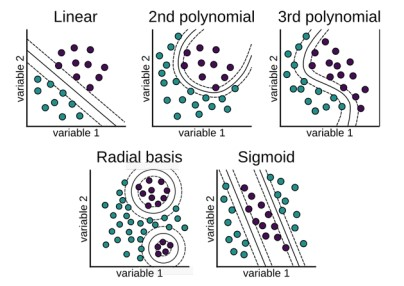 Linear
2nd polynomial
3rd polynomial
variable 2
variable 2
variable 2
variable 1
variable 1
variable 1
Radial basis
Sigmoid
variable 2
variable 2
variable 1
variable 1